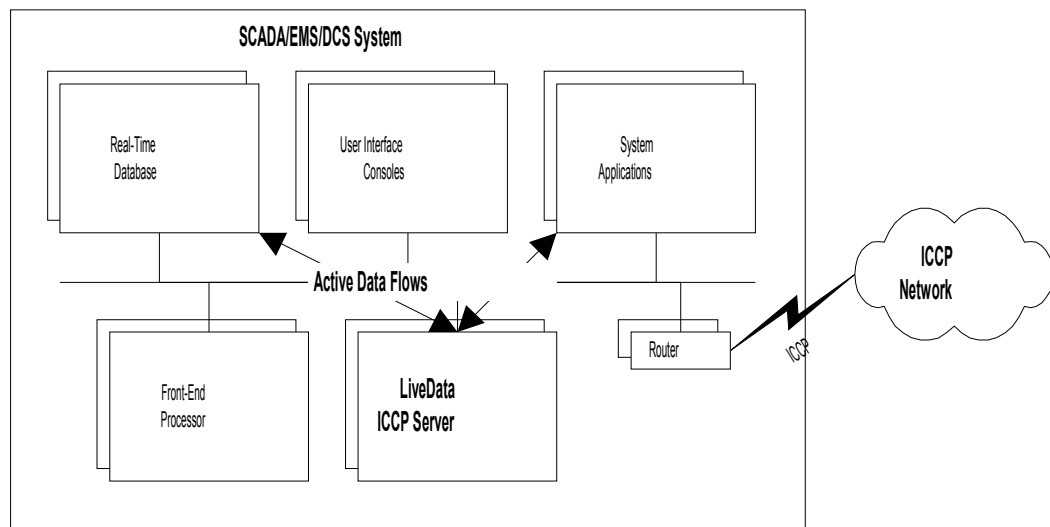 SCADA/EMS/DCS System
Real-Time
Database
User Interface
Consoles
System
Applications
ICCP
Network
Active Data Flows
Router
ICCP
Front-End
Processor
LiveData
ICCP Server